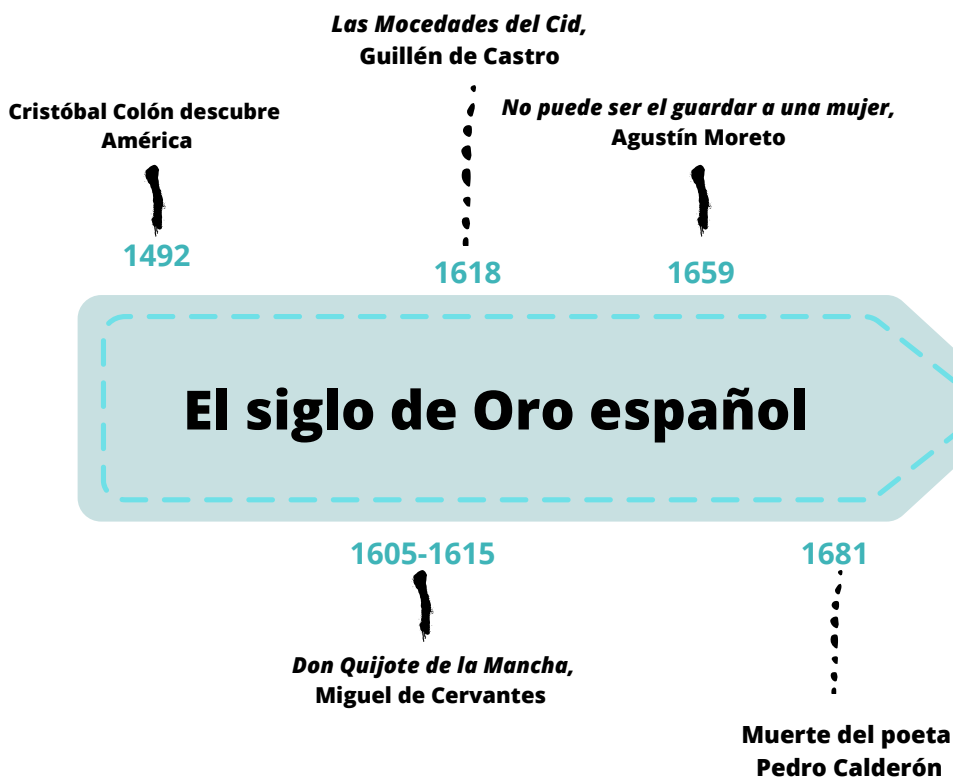 Las Mocedades del Cid,
Guillén de Castro
Cristóbal Colón descubre
América
No puede ser el guardar a una mujer,
Agustín Moreto
1492
1618
1659
El siglo de Oro español
1605-1615
1681
Don Quijote de la Mancha,
Miguel de Cervantes
Muerte del poeta
Pedro Calderón